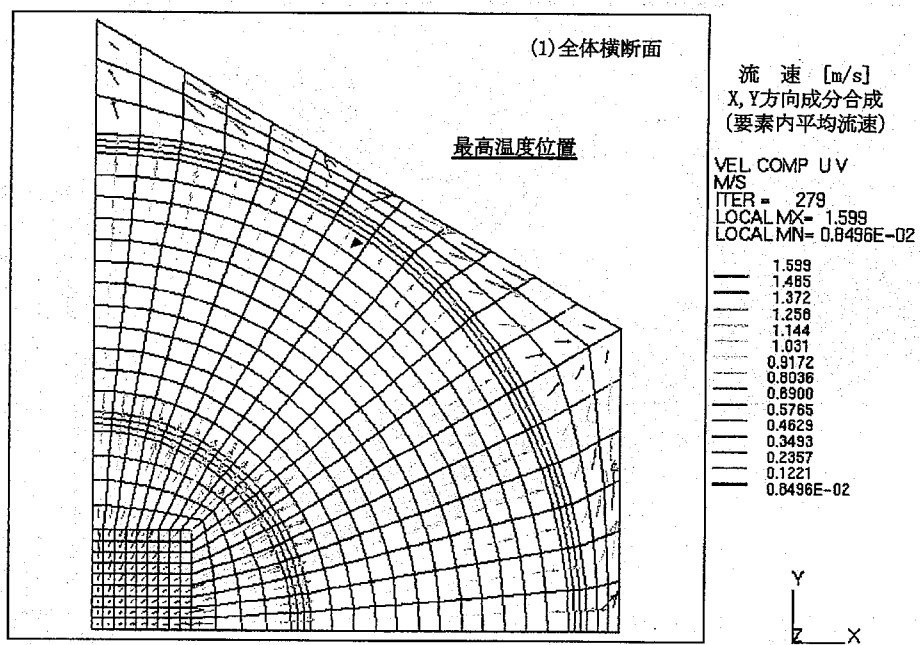 (1)全体横断面
最高温度位置
流 速 [m/s]
X,Y方向成分合成
(要素内平均流速)
VEL COMP U V
M/S
ITER = 279
LOCAL MX= 1.599
LOCAL MN= 0.8496E-02
1.599
1.485
1.372
1.258
1.144
1.031
0.9172
0.8036
0.6900
0.5765
0.4629
0.3493
0.2357
0.1221
0.8496E-02
Y
Z X